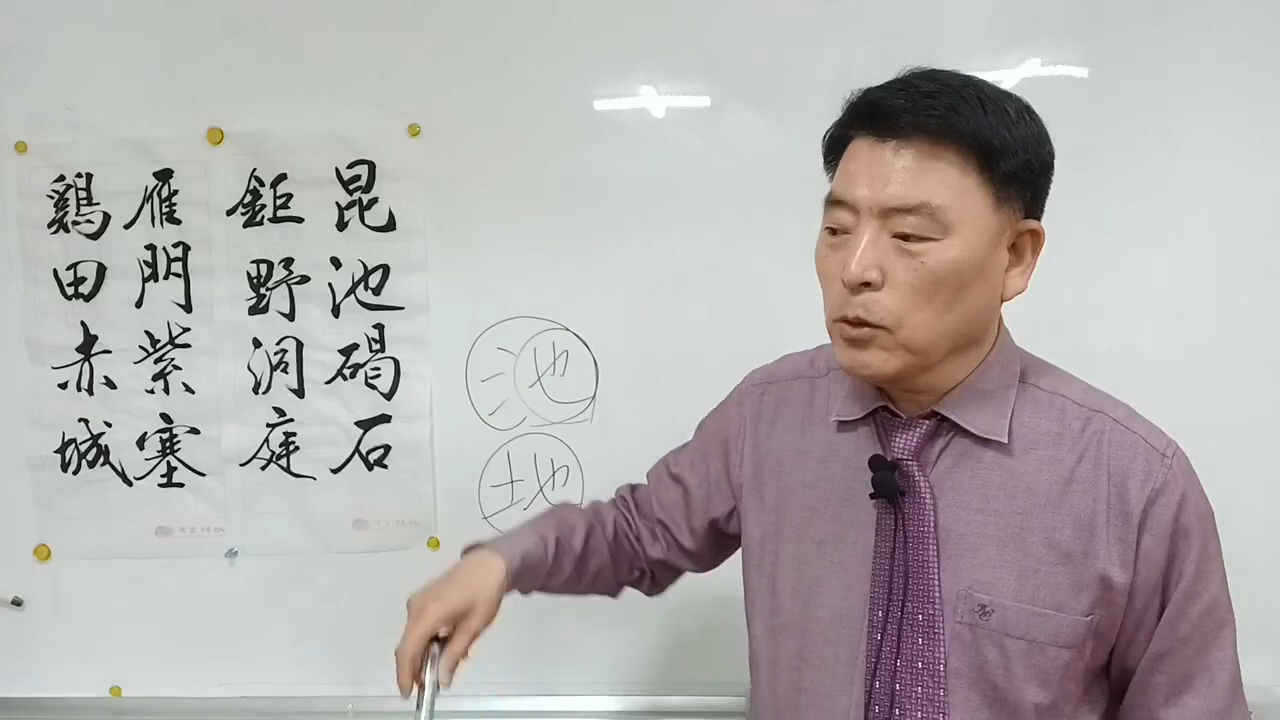 昆池碣石
鉅野洞庭
雁門紫塞
鷄田赤城
池
地